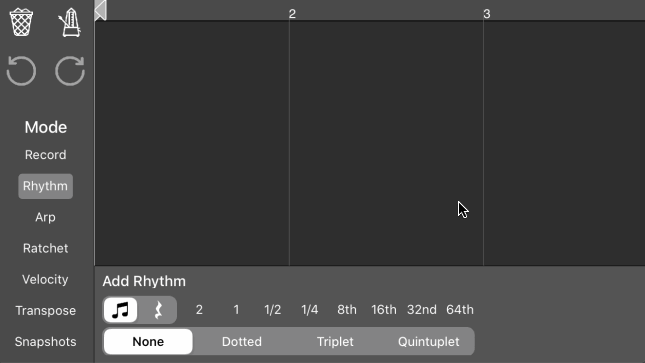 2
3
Mode
Record
Rhythm
Arp
Ratchet
Velocity
Transpose
Snapshots
Add Rhythm
2 1 1/2 1/4 8th 16th 32nd 64th
None Dotted Triplet Quintuplet